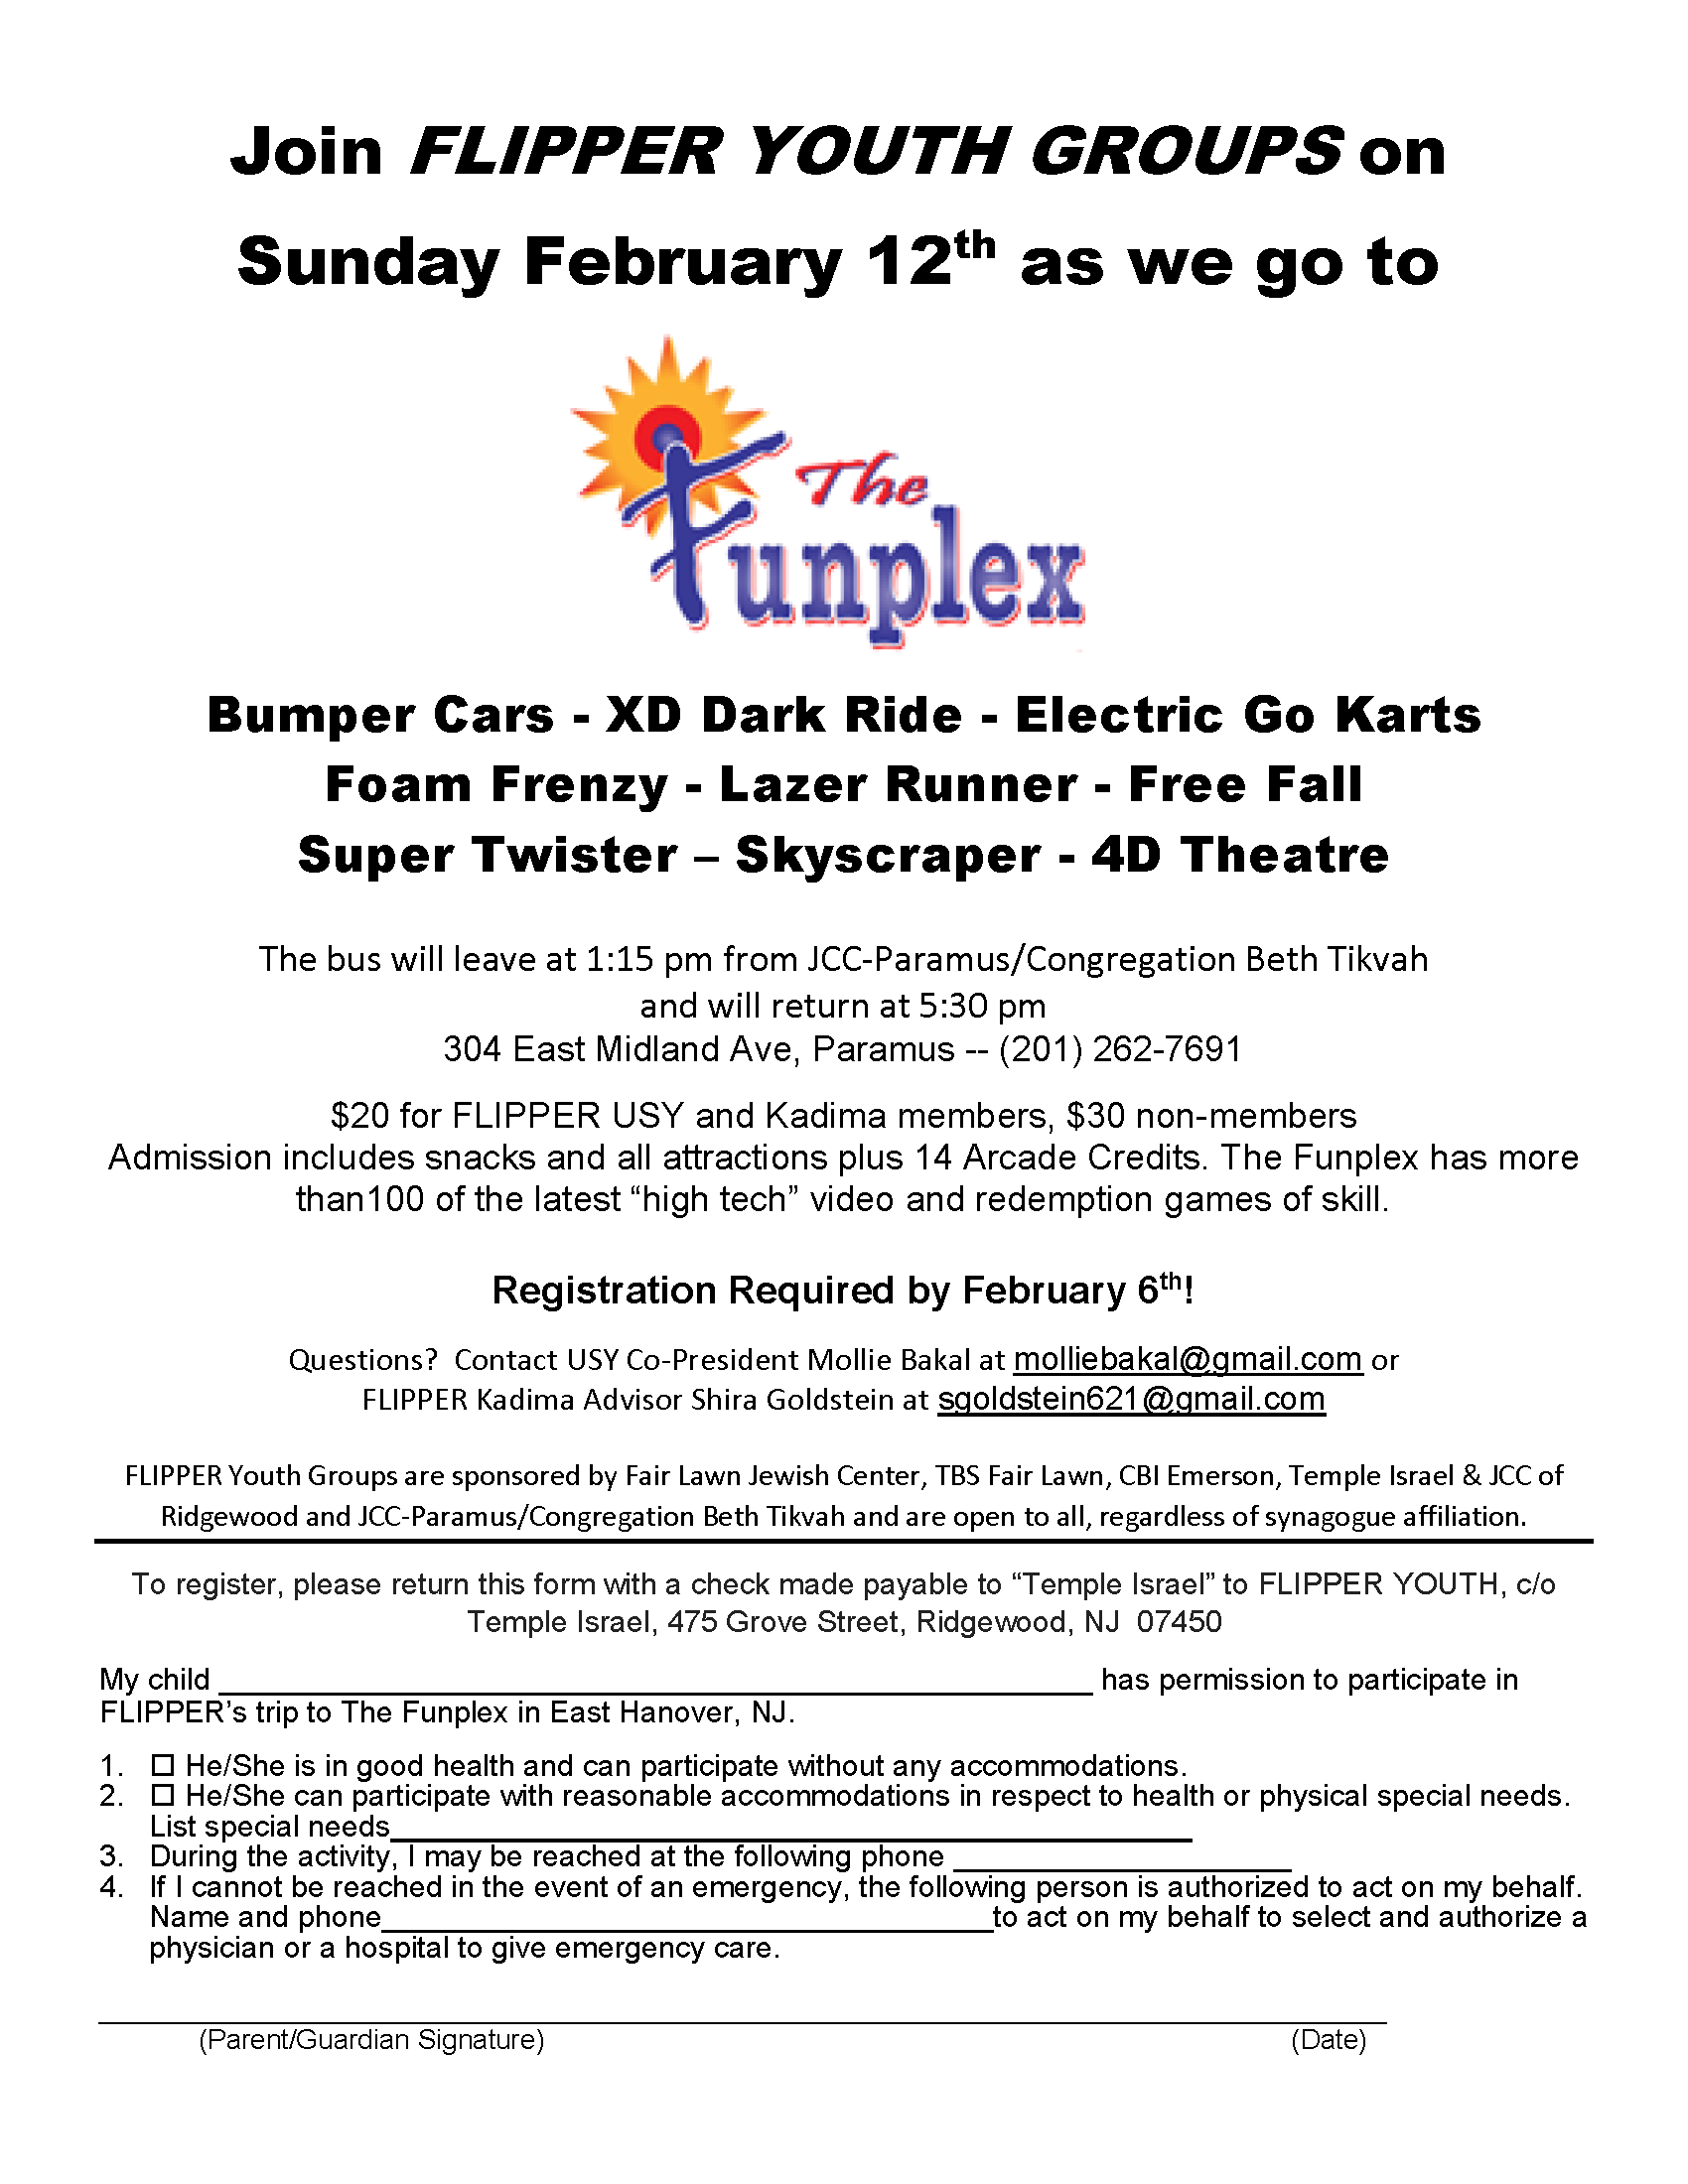 Join FLIPPER YOUTH GROUPS on
Sunday February 12th as we go to
The
Funplex
Bumper Cars - XD Dark Ride - Electric Go Karts
Foam Frenzy - Lazer Runner - Free Fall
Super Twister – Skyscraper - 4D Theatre
The bus will leave at 1:15 pm from JCC-Paramus/Congregation Beth Tikvah
and will return at 5:30 pm
304 East Midland Ave, Paramus -- (201) 262-7691
$20 for FLIPPER USY and Kadima members, $30 non-members
Admission includes snacks and all attractions plus 14 Arcade Credits. The Funplex has more
than100 of the latest “high tech” video and redemption games of skill.
Registration Required by February 6th!
Questions?  Contact USY Co-President Mollie Bakal at molliebakal@gmail.com or
FLIPPER Kadima Advisor Shira Goldstein at sgoldstein621@gmail.com
FLIPPER Youth Groups are sponsored by Fair Lawn Jewish Center, TBS Fair Lawn, CBI Emerson, Temple Israel & JCC of
Ridgewood and JCC-Paramus/Congregation Beth Tikvah and are open to all, regardless of synagogue affiliation.
To register, please return this form with a check made payable to “Temple Israel” to FLIPPER YOUTH, c/o
Temple Israel, 475 Grove Street, Ridgewood, NJ  07450
My child ____________________ has permission to participate in
FLIPPER’s trip to The Funplex in East Hanover, NJ.
1. ☐ He/She is in good health and can participate without any accommodations.
2. ☐ He/She can participate with reasonable accommodations in respect to health or physical special needs.
List special needs____________________
3. During the activity, I may be reached at the following phone ____________________
4. If I cannot be reached in the event of an emergency, the following person is authorized to act on my behalf.
Name and phone____________________to act on my behalf to select and authorize a
physician or a hospital to give emergency care.
(Parent/Guardian Signature) (Date)